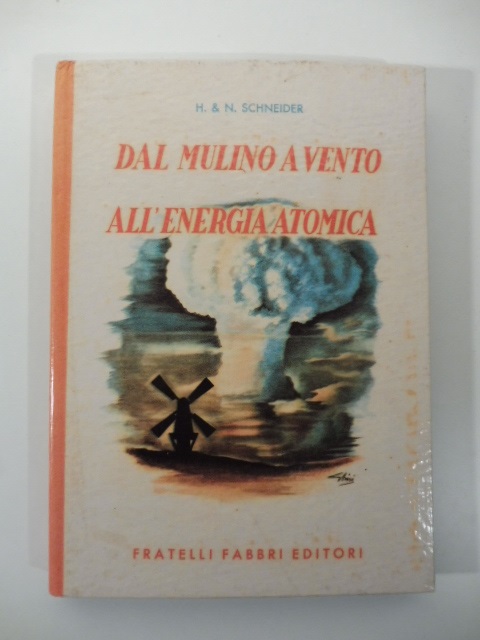 H. & N. SCHNEIDER
DAL MULINO A VENTO
ALL'ENERGIA ATOMICA
FRATELLI FABBRI EDITORI